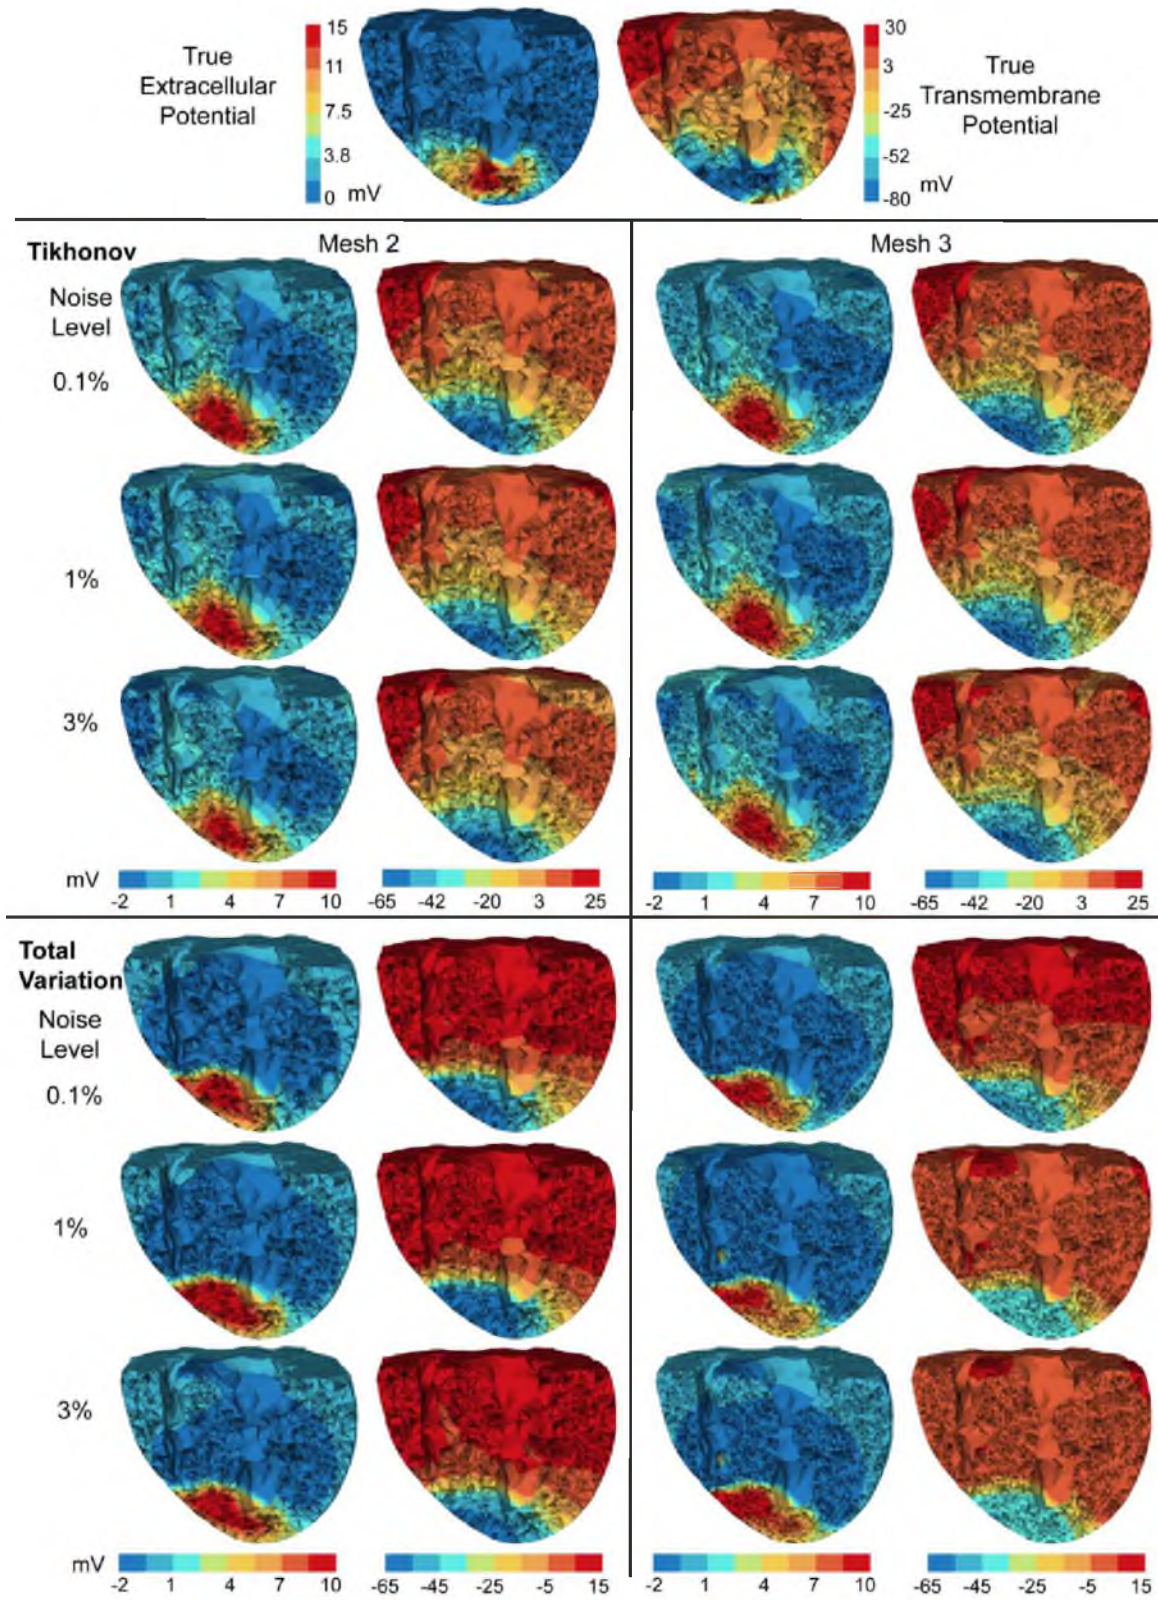 True
Extracellular
Potential
15
11
7.5
3.8
0 mV
30
3
-25
-52
-80 mV
True
Transmembrane
Potential
Tikhonov
Mesh 2
Mesh 3
Noise
Level
0.1%
1%
3%
mV
-2 1 4 7 10
-65 -42 -20 3 25
-2 1 4 7 10
-65 -42 -20 3 25
Total
Variation
Noise
Level
0.1%
1%
3%
mV
-2 1 4 7 10
-65 -45 -25 -5 15
-2 1 4 7 10
-65 -45 -25 -5 15